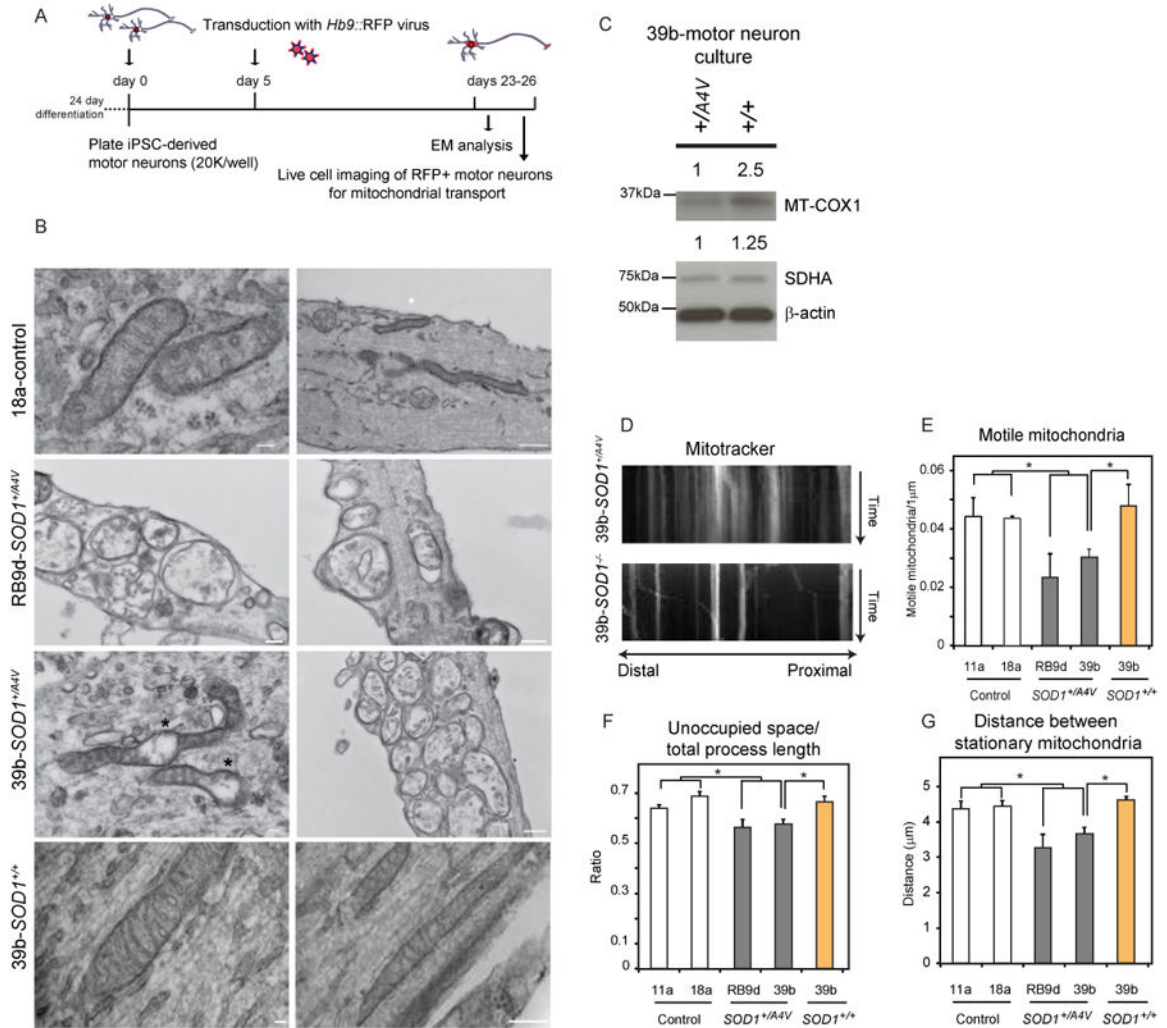 A
Transduction with Hb9::RFP virus
day 0
day 5
days 23-26
24 day
differentiation
Plate iPSC-derived
motor neurons (20K/well)
EM analysis
Live cell imaging of RFP+ motor neurons
for mitochondrial transport
B
18a-control
RB9d-SOD1+/A4V
39b-SOD1+/A4V
*
*
39b-SOD1+/+
C
39b-motor neuron
culture
+/A4V
+/+
1 2.5
37kDa
MT-COX1
1 1.25
75kDa
SDHA
50kDa
β-actin
D
Mitotracker
39b-SOD1+/A4V
Time
39b-SOD1-/-
Time
Distal Proximal
E
Motile mitochondria
Motile mitochondria/1μm
0.06
0.04
0.02
0
* *
11a 18a RB9d 39b 39b
Control SOD1+/A4V SOD1+/+
F
Unoccupied space/
total process length
Ratio
0.7
0.5
0.3
0.1
0
* *
11a 18a RB9d 39b 39b
Control SOD1+/A4V SOD1+/+
G
Distance between
stationary mitochondria
Distance (μm)
5
4
3
2
1
0
* *
11a 18a RB9d 39b 39b
Control SOD1+/A4V SOD1+/+